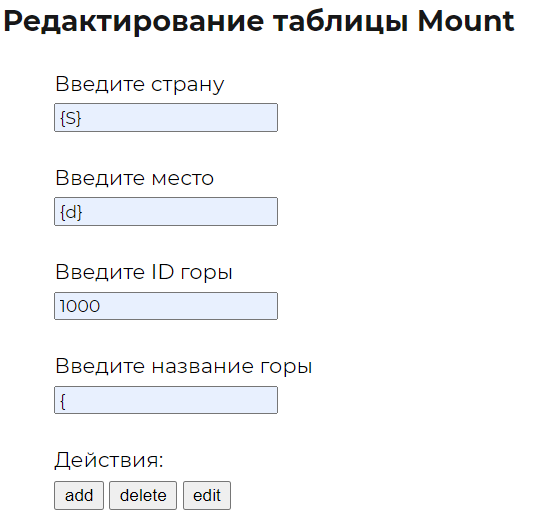 Редактирование таблицы Mount
Введите страну
{S}
Введите место
{d}
Введите ID горы
1000
Введите название горы
{
Действия:
add delete edit